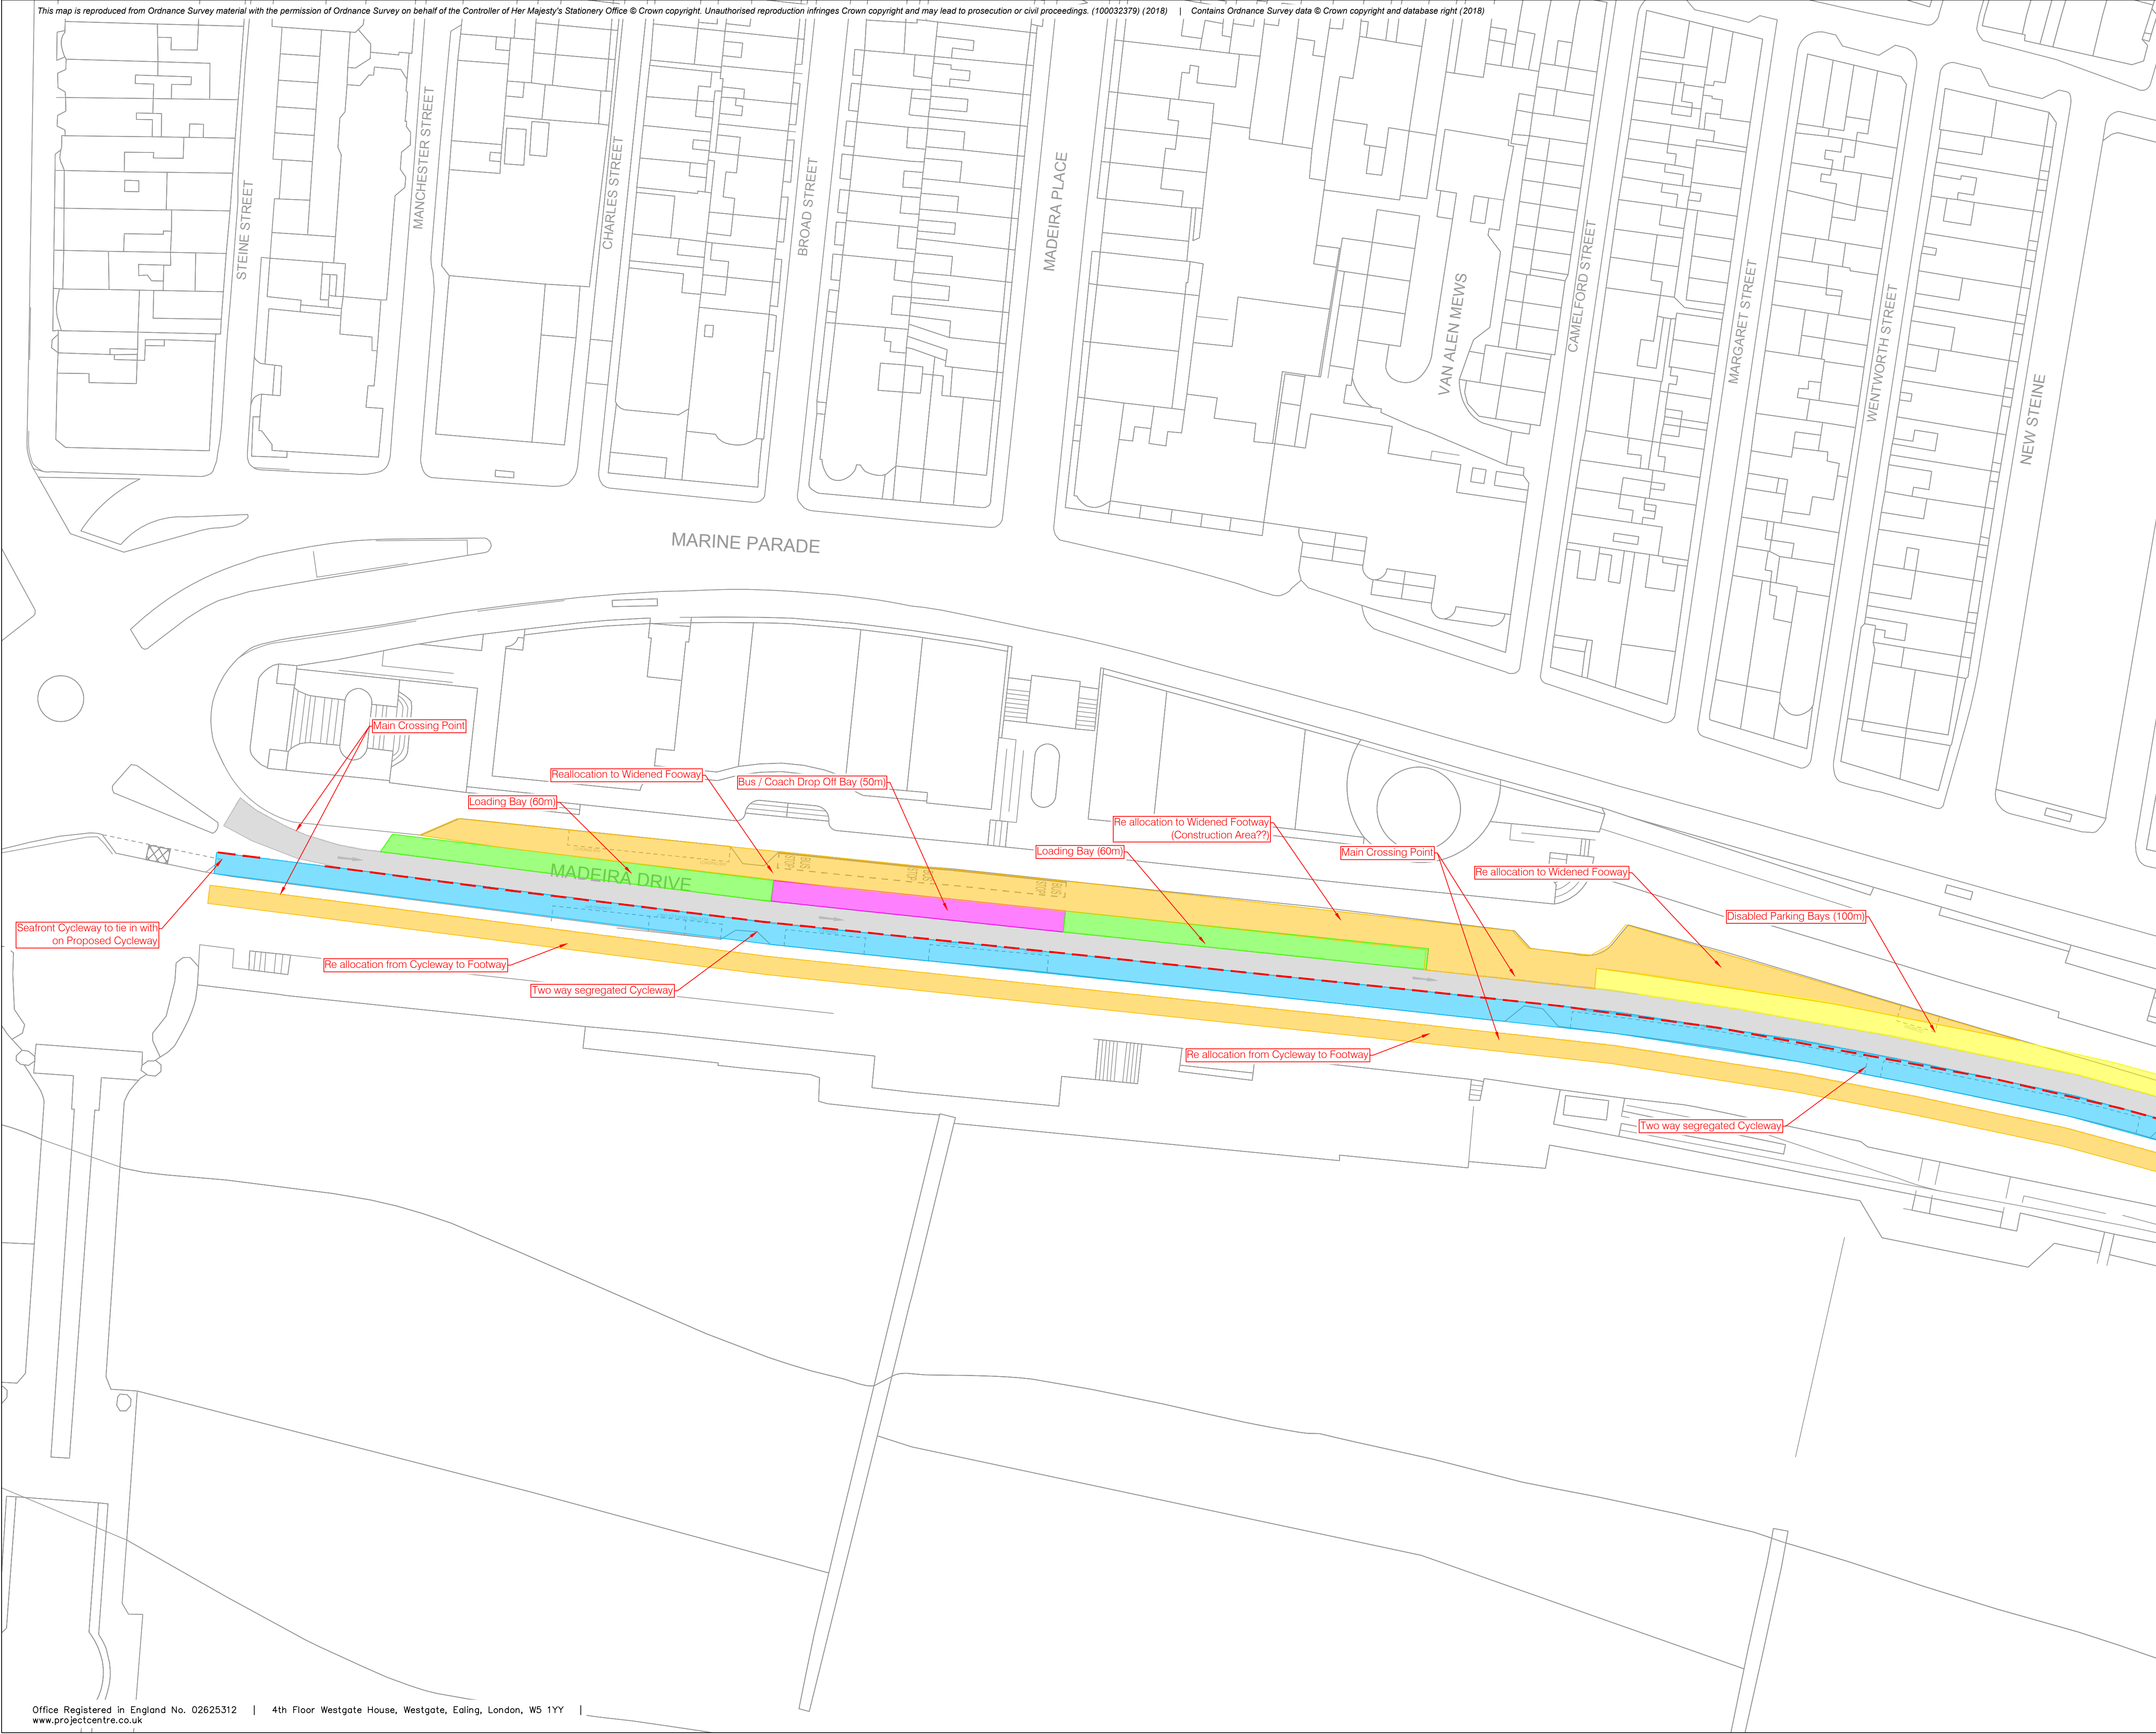 This map is reproduced from Ordnance Survey material with the permission of Ordnance Survey on behalf of the Controller of Her Majesty's Stationery Office © Crown copyright. Unauthorised reproduction infringes Crown copyright and may lead to prosecution or civil proceedings. (100032379) (2018) | Contains Ordnance Survey data © Crown copyright and database right (2018)
STEINE STREET
MANCHESTER STREET
CHARLES STREET
BROAD STREET
MADEIRA PLACE
VAN ALEN MEWS
CAMELFORD STREET
MARGARET STREET
WENTWORTH STREET
NEW STEINE
MARINE PARADE
Main Crossing Point
Reallocation to Widened Fooway
Bus / Coach Drop Off Bay (50m)
Loading Bay (60m)
Re allocation to Widened Footway
(Construction Area??)
Loading Bay (60m)
Main Crossing Point
Re allocation to Widened Fooway
Disabled Parking Bays (100m)
BUS
STOP
BUS
STOP
BUS
STOP
MADEIRA DRIVE
Seafront Cycleway to tie in with
on Proposed Cycleway
Re allocation from Cycleway to Footway
Two way segregated Cycleway
Re allocation from Cycleway to Footway
Two way segregated Cycleway
Office Registered in England No. 02625312 | 4th Floor Westgate House, Westgate, Ealing, London, W5 1YY |
www.projectcentre.co.uk